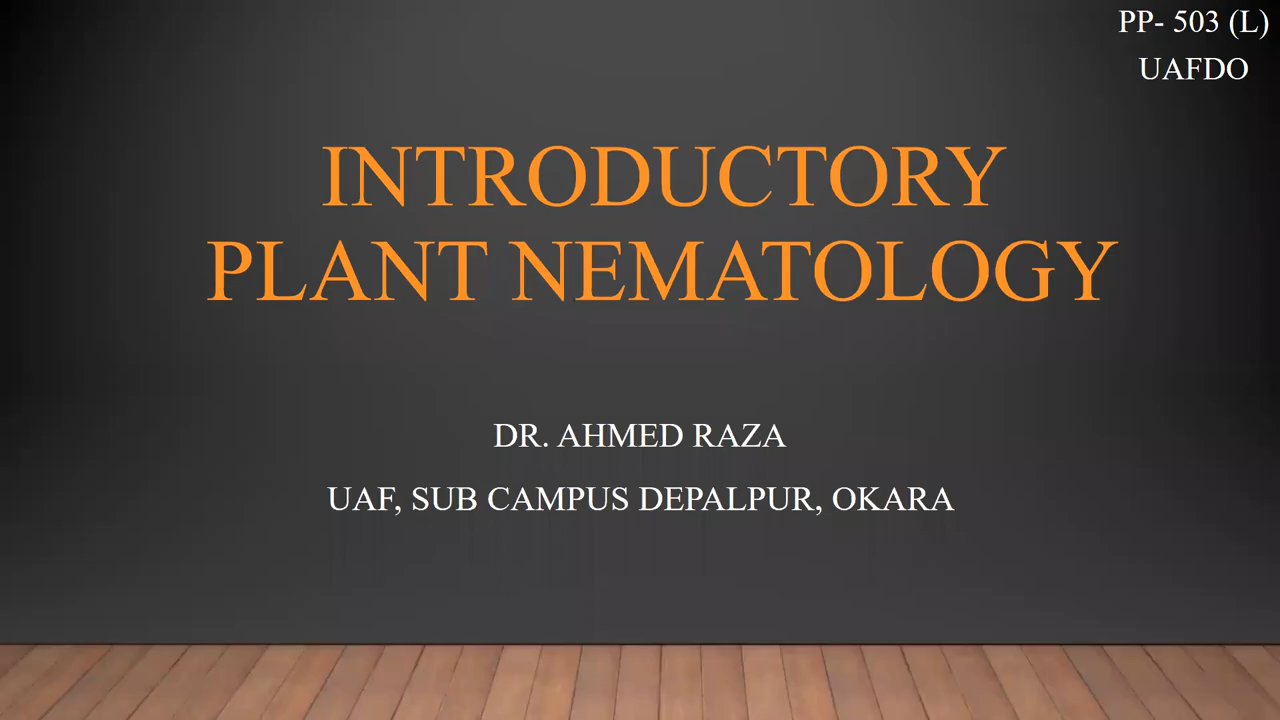 PP- 503 (L)
UAFDO
INTRODUCTORY
PLANT NEMATOLOGY
DR. AHMED RAZA
UAF, SUB CAMPUS DEPALPUR, OKARA